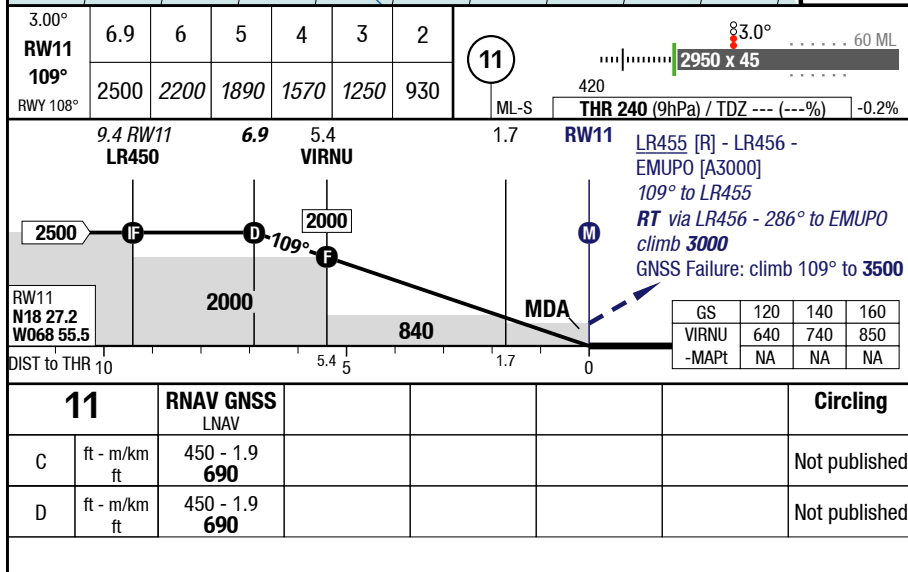 3.00°
RW11
109°
RWY 108°
6.9 6 5 4 3 2
2500 2200 1890 1570 1250 930
11
ML-S
3.0°
60 ML
2950 x 45
420
THR 240 (9hPa) / TDZ --- (---%)
-0.2%
9.4 RW11
LR450
6.9
5.4
VIRNU
1.7
RW11
LR455 [R] - LR456 -
EMUPO [A3000]
109° to LR455
RT via LR456 - 286° to EMUPO
climb 3000
GNSS Failure: climb 109° to 3500
2500
IF
D
109°
2000
F
M
2000
MDA
840
RW11
N18 27.2
W068 55.5
GS 120 140 160
VIRNU 640 740 850
-MAPt NA NA NA
DIST to THR 10 5.4 5 1.7 0
11
RNAV GNSS
LNAV
Circling
C
ft - m/km
ft
450 - 1.9
690
Not published
D
ft - m/km
ft
450 - 1.9
690
Not published